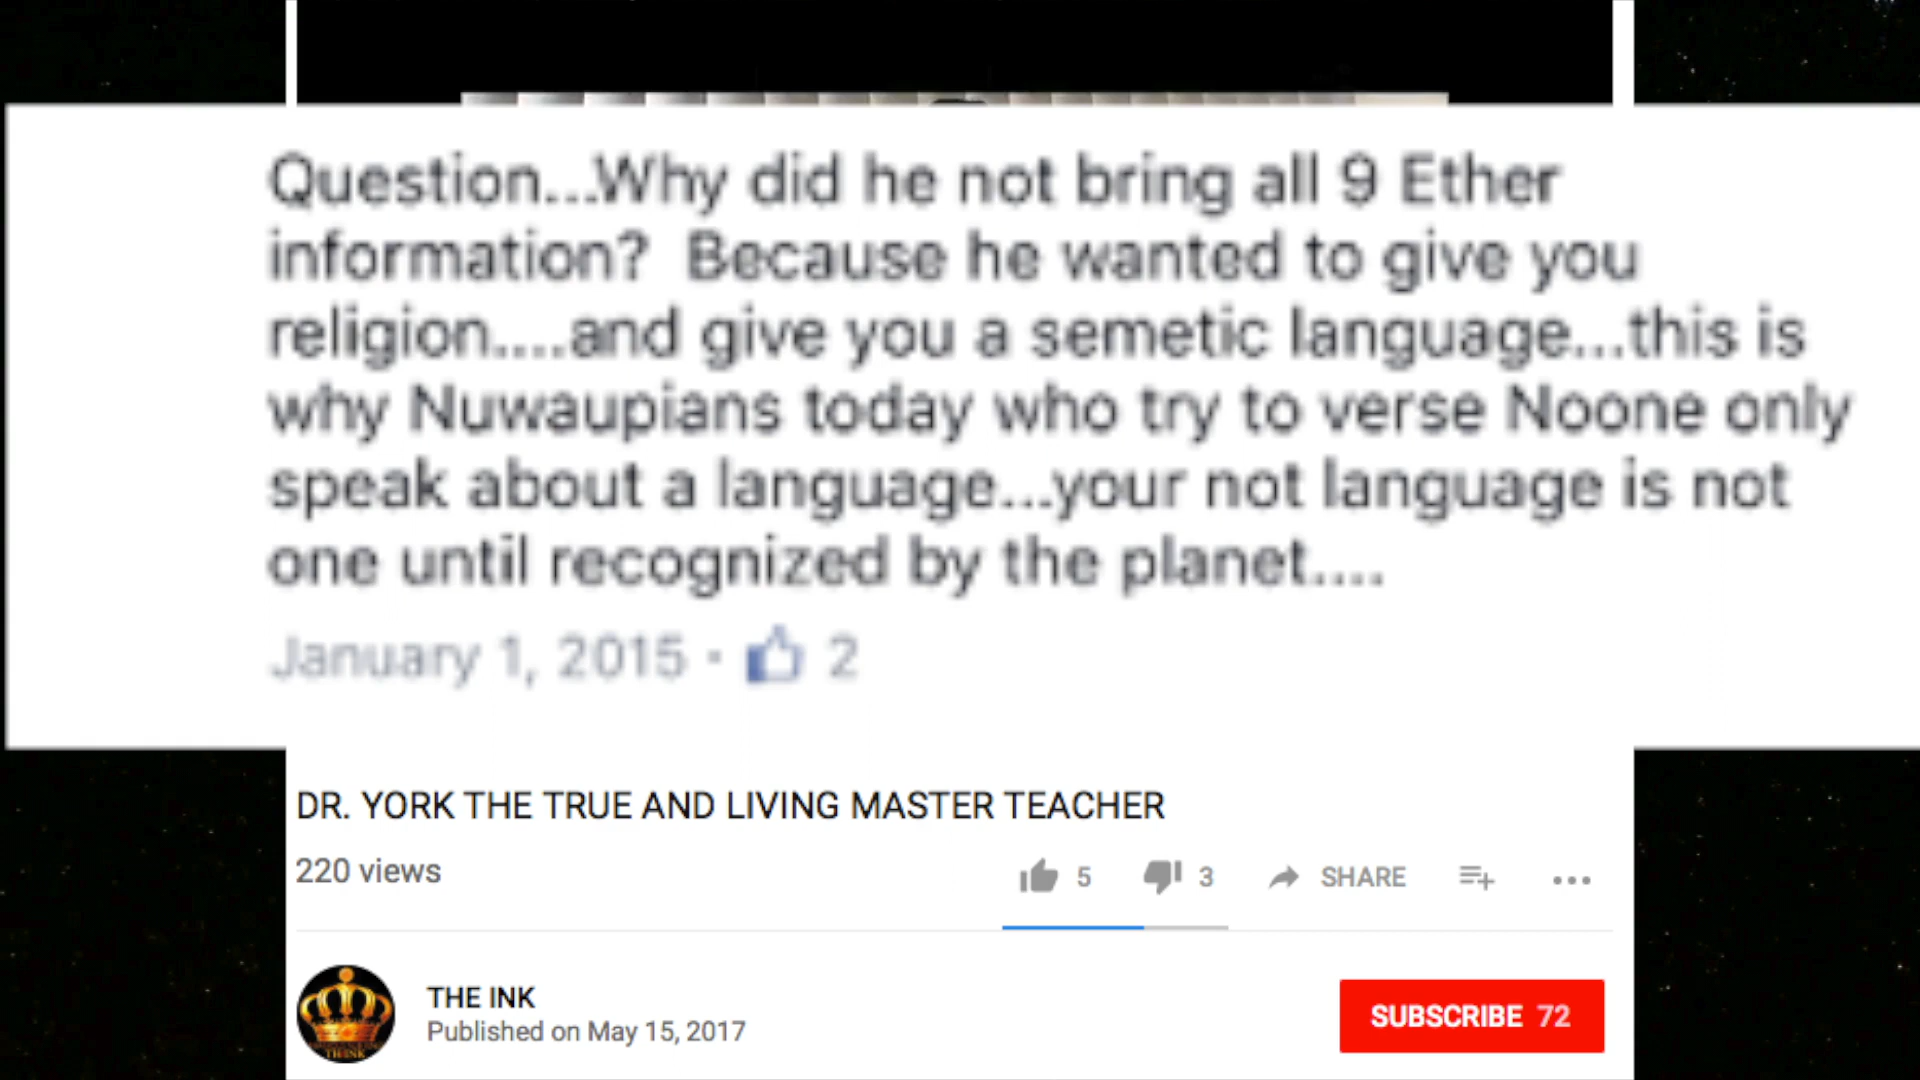 Question...Why did he not bring all 9 Ether
information?  Because he wanted to give you
religion....and give you a semetic language...this is
why Nuwaupians today who try to verse Noone only
speak about a language...your not language is not
one until recognized by the planet....
January 1, 2015 · 2
DR. YORK THE TRUE AND LIVING MASTER TEACHER
220 views
5 3 SHARE
THE INK
Published on May 15, 2017
SUBSCRIBE 72